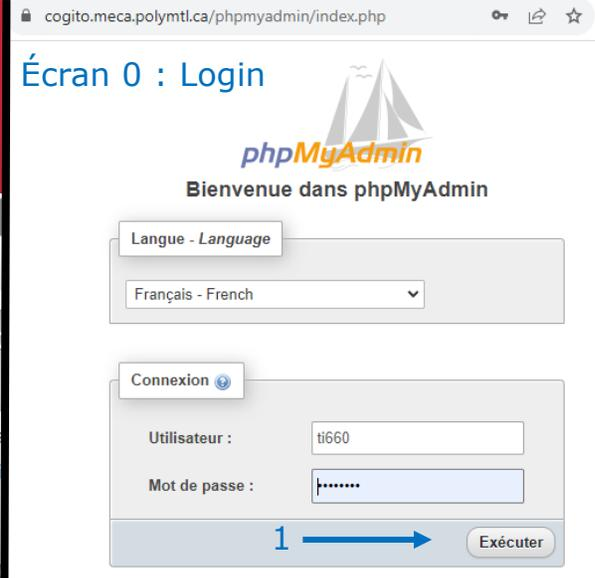 cogito.meca.polymtl.ca/phpmyadmin/index.php
Écran 0 : Login
phpMyAdmin
Bienvenue dans phpMyAdmin
Langue - Language
Français - French
Connexion
Utilisateur :
ti660
Mot de passe :
••••••••
1
Exécuter